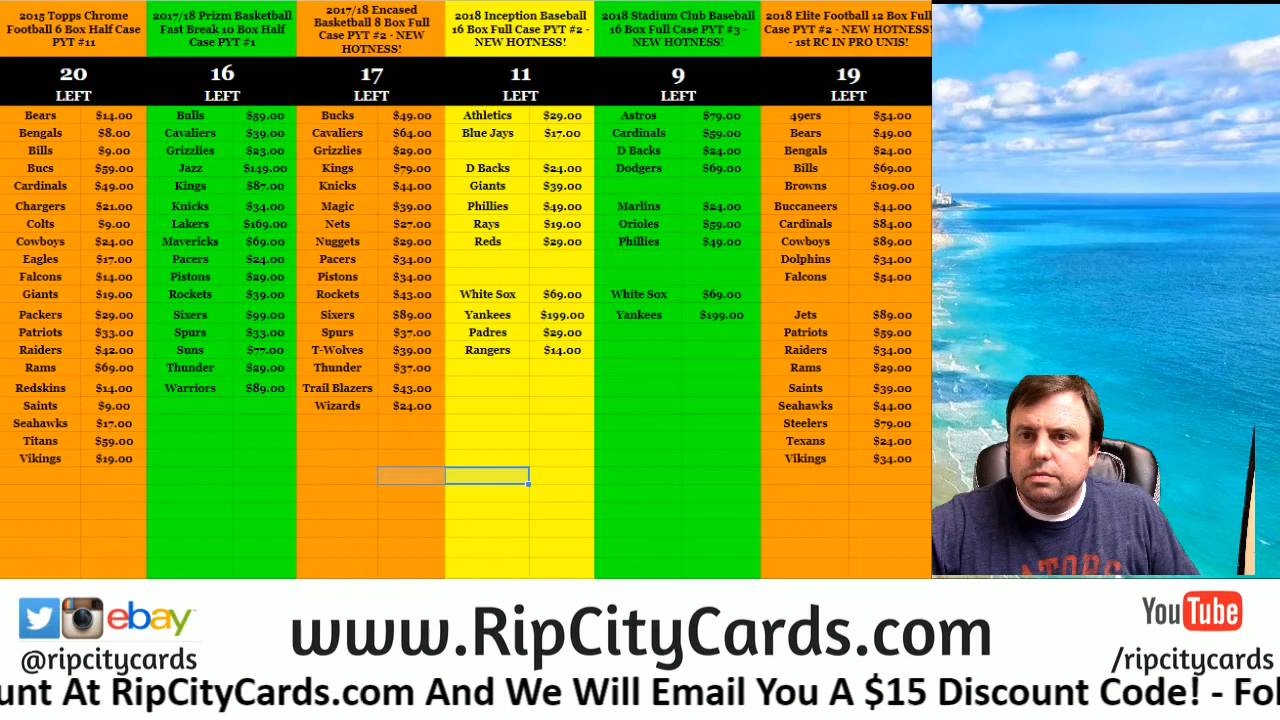 2015 Topps Chrome
Football 6 Box Half Case
PYT #11
20
LEFT
Bears $14.00
Bengals $8.00
Bills $9.00
Bucs $59.00
Cardinals $49.00
Chargers $21.00
Colts $9.00
Cowboys $24.00
Eagles $17.00
Falcons $14.00
Giants $19.00
Packers $29.00
Patriots $33.00
Raiders $42.00
Rams $69.00
Redskins $14.00
Saints $9.00
Seahawks $17.00
Titans $59.00
Vikings $19.00
2017/18 Prizm Basketball
Fast Break 10 Box Half
Case PYT #1
16
LEFT
Bulls $59.00
Cavaliers $39.00
Grizzlies $23.00
Jazz $149.00
Kings $87.00
Knicks $34.00
Lakers $169.00
Mavericks $69.00
Pacers $24.00
Pistons $29.00
Rockets $39.00
Sixers $99.00
Spurs $33.00
Suns $77.00
Thunder $29.00
Warriors $89.00
2017/18 Encased
Basketball 8 Box Full
Case PYT #2 - NEW
HOTNESS!
17
LEFT
Bucks $49.00
Cavaliers $64.00
Grizzlies $29.00
Kings $79.00
Knicks $44.00
Magic $39.00
Nets $27.00
Nuggets $29.00
Pacers $34.00
Pistons $34.00
Rockets $43.00
Sixers $89.00
Spurs $37.00
T-Wolves $39.00
Thunder $37.00
Trail Blazers $43.00
Wizards $24.00
2018 Inception Baseball
16 Box Full Case PYT #2 -
NEW HOTNESS!
11
LEFT
Athletics $29.00
Blue Jays $17.00
D Backs $24.00
Giants $39.00
Phillies $49.00
Rays $19.00
Reds $29.00
White Sox $69.00
Yankees $199.00
Padres $29.00
Rangers $14.00
2018 Stadium Club Baseball
16 Box Full Case PYT #3 -
NEW HOTNESS!
9
LEFT
Astros $79.00
Cardinals $59.00
D Backs $24.00
Dodgers $69.00
Marlins $24.00
Orioles $59.00
Phillies $49.00
White Sox $69.00
Yankees $199.00
2018 Elite Football 12 Box Full
Case PYT #2 - NEW HOTNESS!
- 1st RC IN PRO UNIS!
19
LEFT
49ers $54.00
Bears $49.00
Bengals $24.00
Bills $69.00
Browns $109.00
Buccaneers $44.00
Cardinals $84.00
Cowboys $89.00
Dolphins $34.00
Falcons $54.00
Jets $89.00
Patriots $59.00
Raiders $34.00
Rams $29.00
Saints $39.00
Seahawks $44.00
Steelers $79.00
Texans $24.00
Vikings $34.00
ATORS
ebay
@ripcitycards
www.RipCityCards.com
YouTube
/ripcitycards
unt At RipCityCards.com And We Will Email You A $15 Discount Code! - Fol